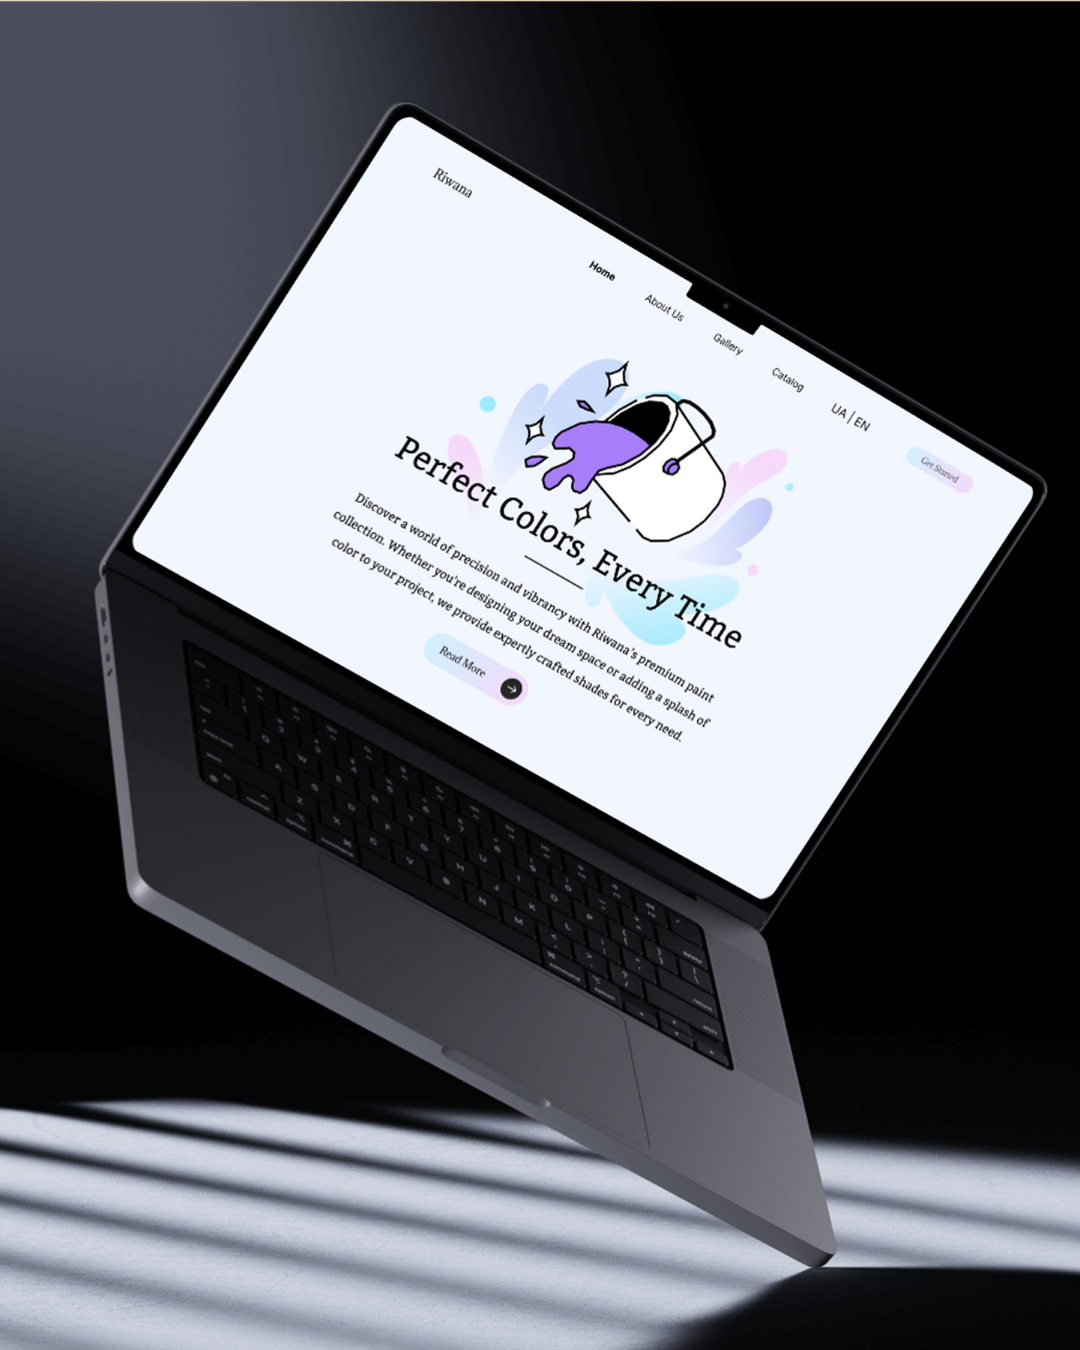 Riwana
Home
About Us
Gallery
Catalog
UA | EN
Get Started
Perfect Colors, Every Time
Discover a world of precision and vibrancy with Riwana's premium paint
collection. Whether you're designing your dream space or adding a splash of
color to your project, we provide expertly crafted shades for every need.
Read More